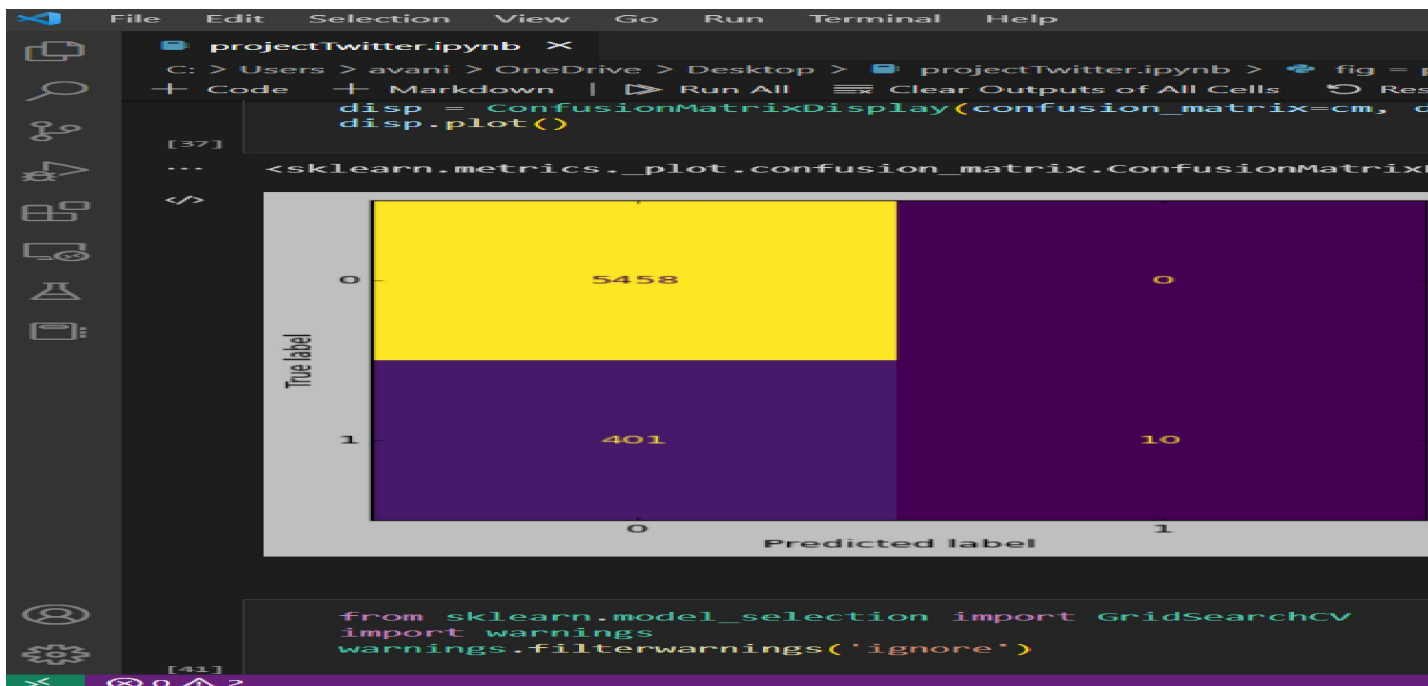 File Edit Selection View Go Run Terminal Help
projectTwitter.ipynb ×
C: > Users > avani > OneDrive > Desktop > projectTwitter.ipynb > fig = p
+ Code + Markdown | Run All Clear Outputs of All Cells Res
disp = ConfusionMatrixDisplay(confusion_matrix=cm, d
disp.plot()
[37]
... <sklearn.metrics._plot.confusion_matrix.ConfusionMatrix
</>
0 5458 0
True label
1 401 10
0 1
Predicted label
from sklearn.model_selection import GridSearchCV
import warnings
warnings.filterwarnings('ignore')
[41]